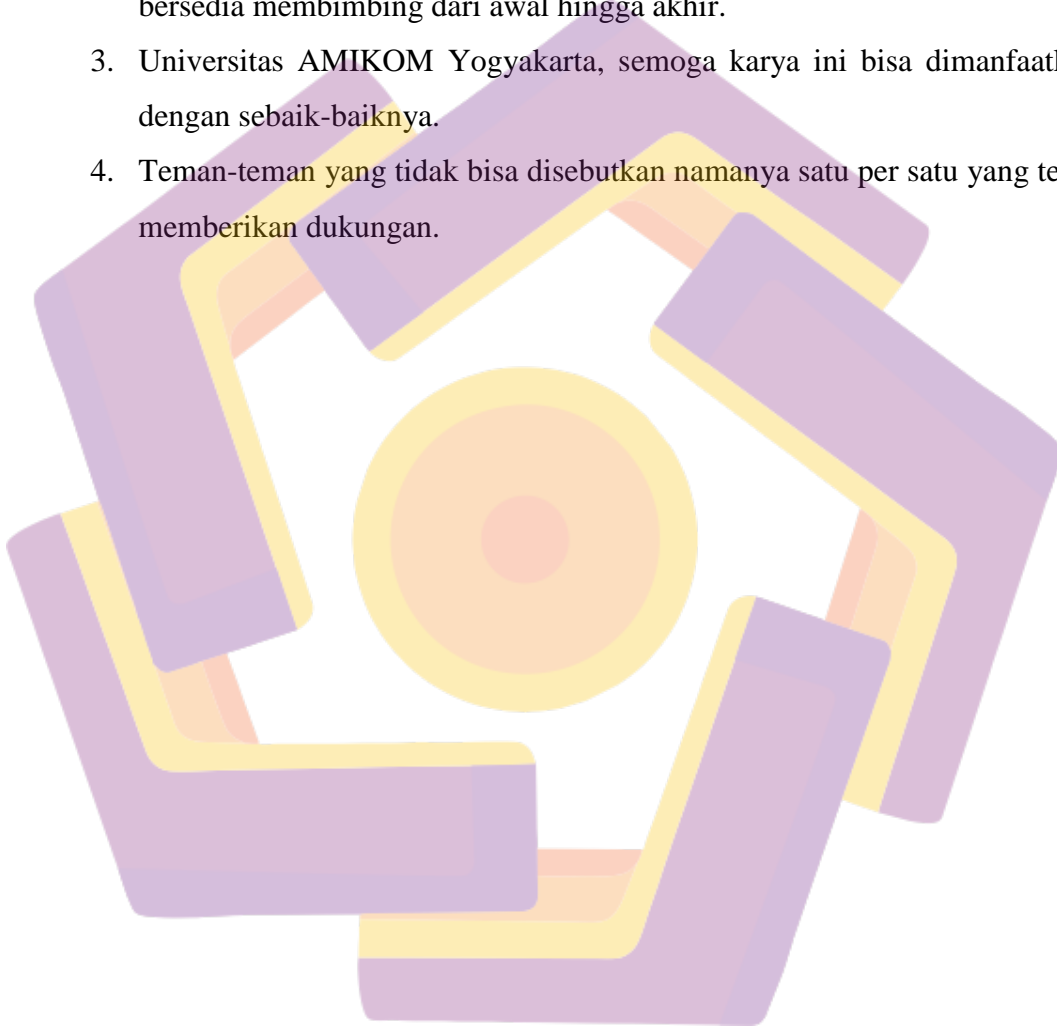 bersedia membimbing dari awal hingga akhir.
3. Universitas AMIKOM Yogyakarta, semoga karya ini bisa
dengan sebaik-baiknya.
4. Teman-teman yang tidak bisa disebutkan namanya satu per satu yang
memberikan dukungan.